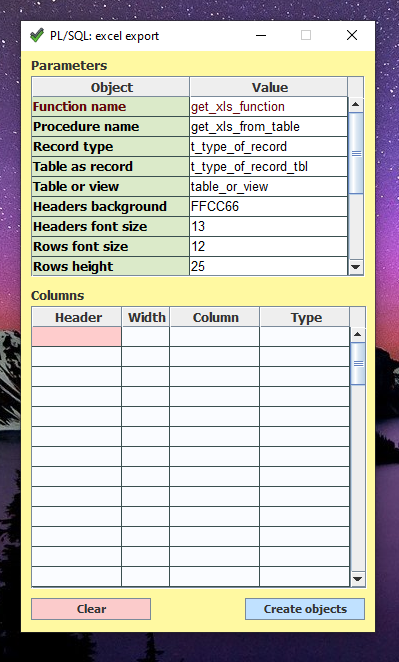 PL/SQL: excel export
Parameters
Object Value
Function name get_xls_function
Procedure name get_xls_from_table
Record type t_type_of_record
Table as record t_type_of_record_tbl
Table or view table_or_view
Headers background FFCC66
Headers font size 13
Rows font size 12
Rows height 25
Columns
Header Width Column Type
Clear Create objects